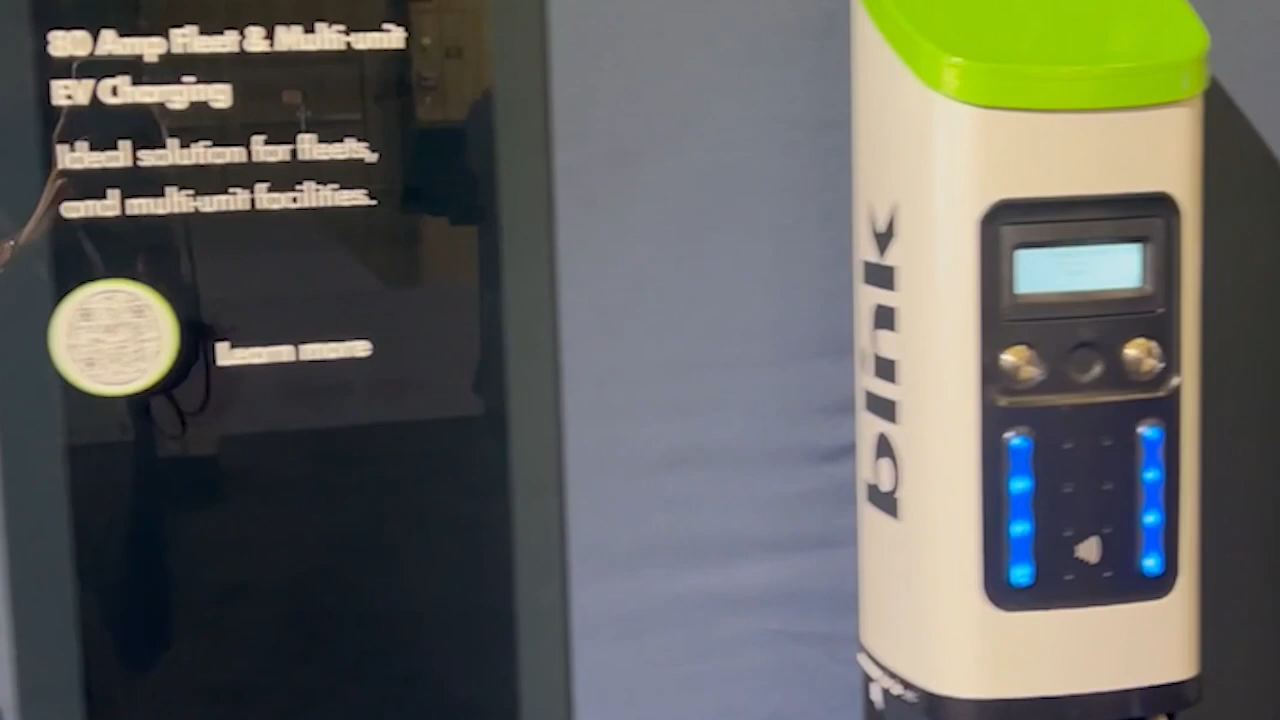 80 Amp Fleet & Multi-unit
EV Charging
Ideal solution for fleets,
and multi-unit facilities.
Learn more
blink